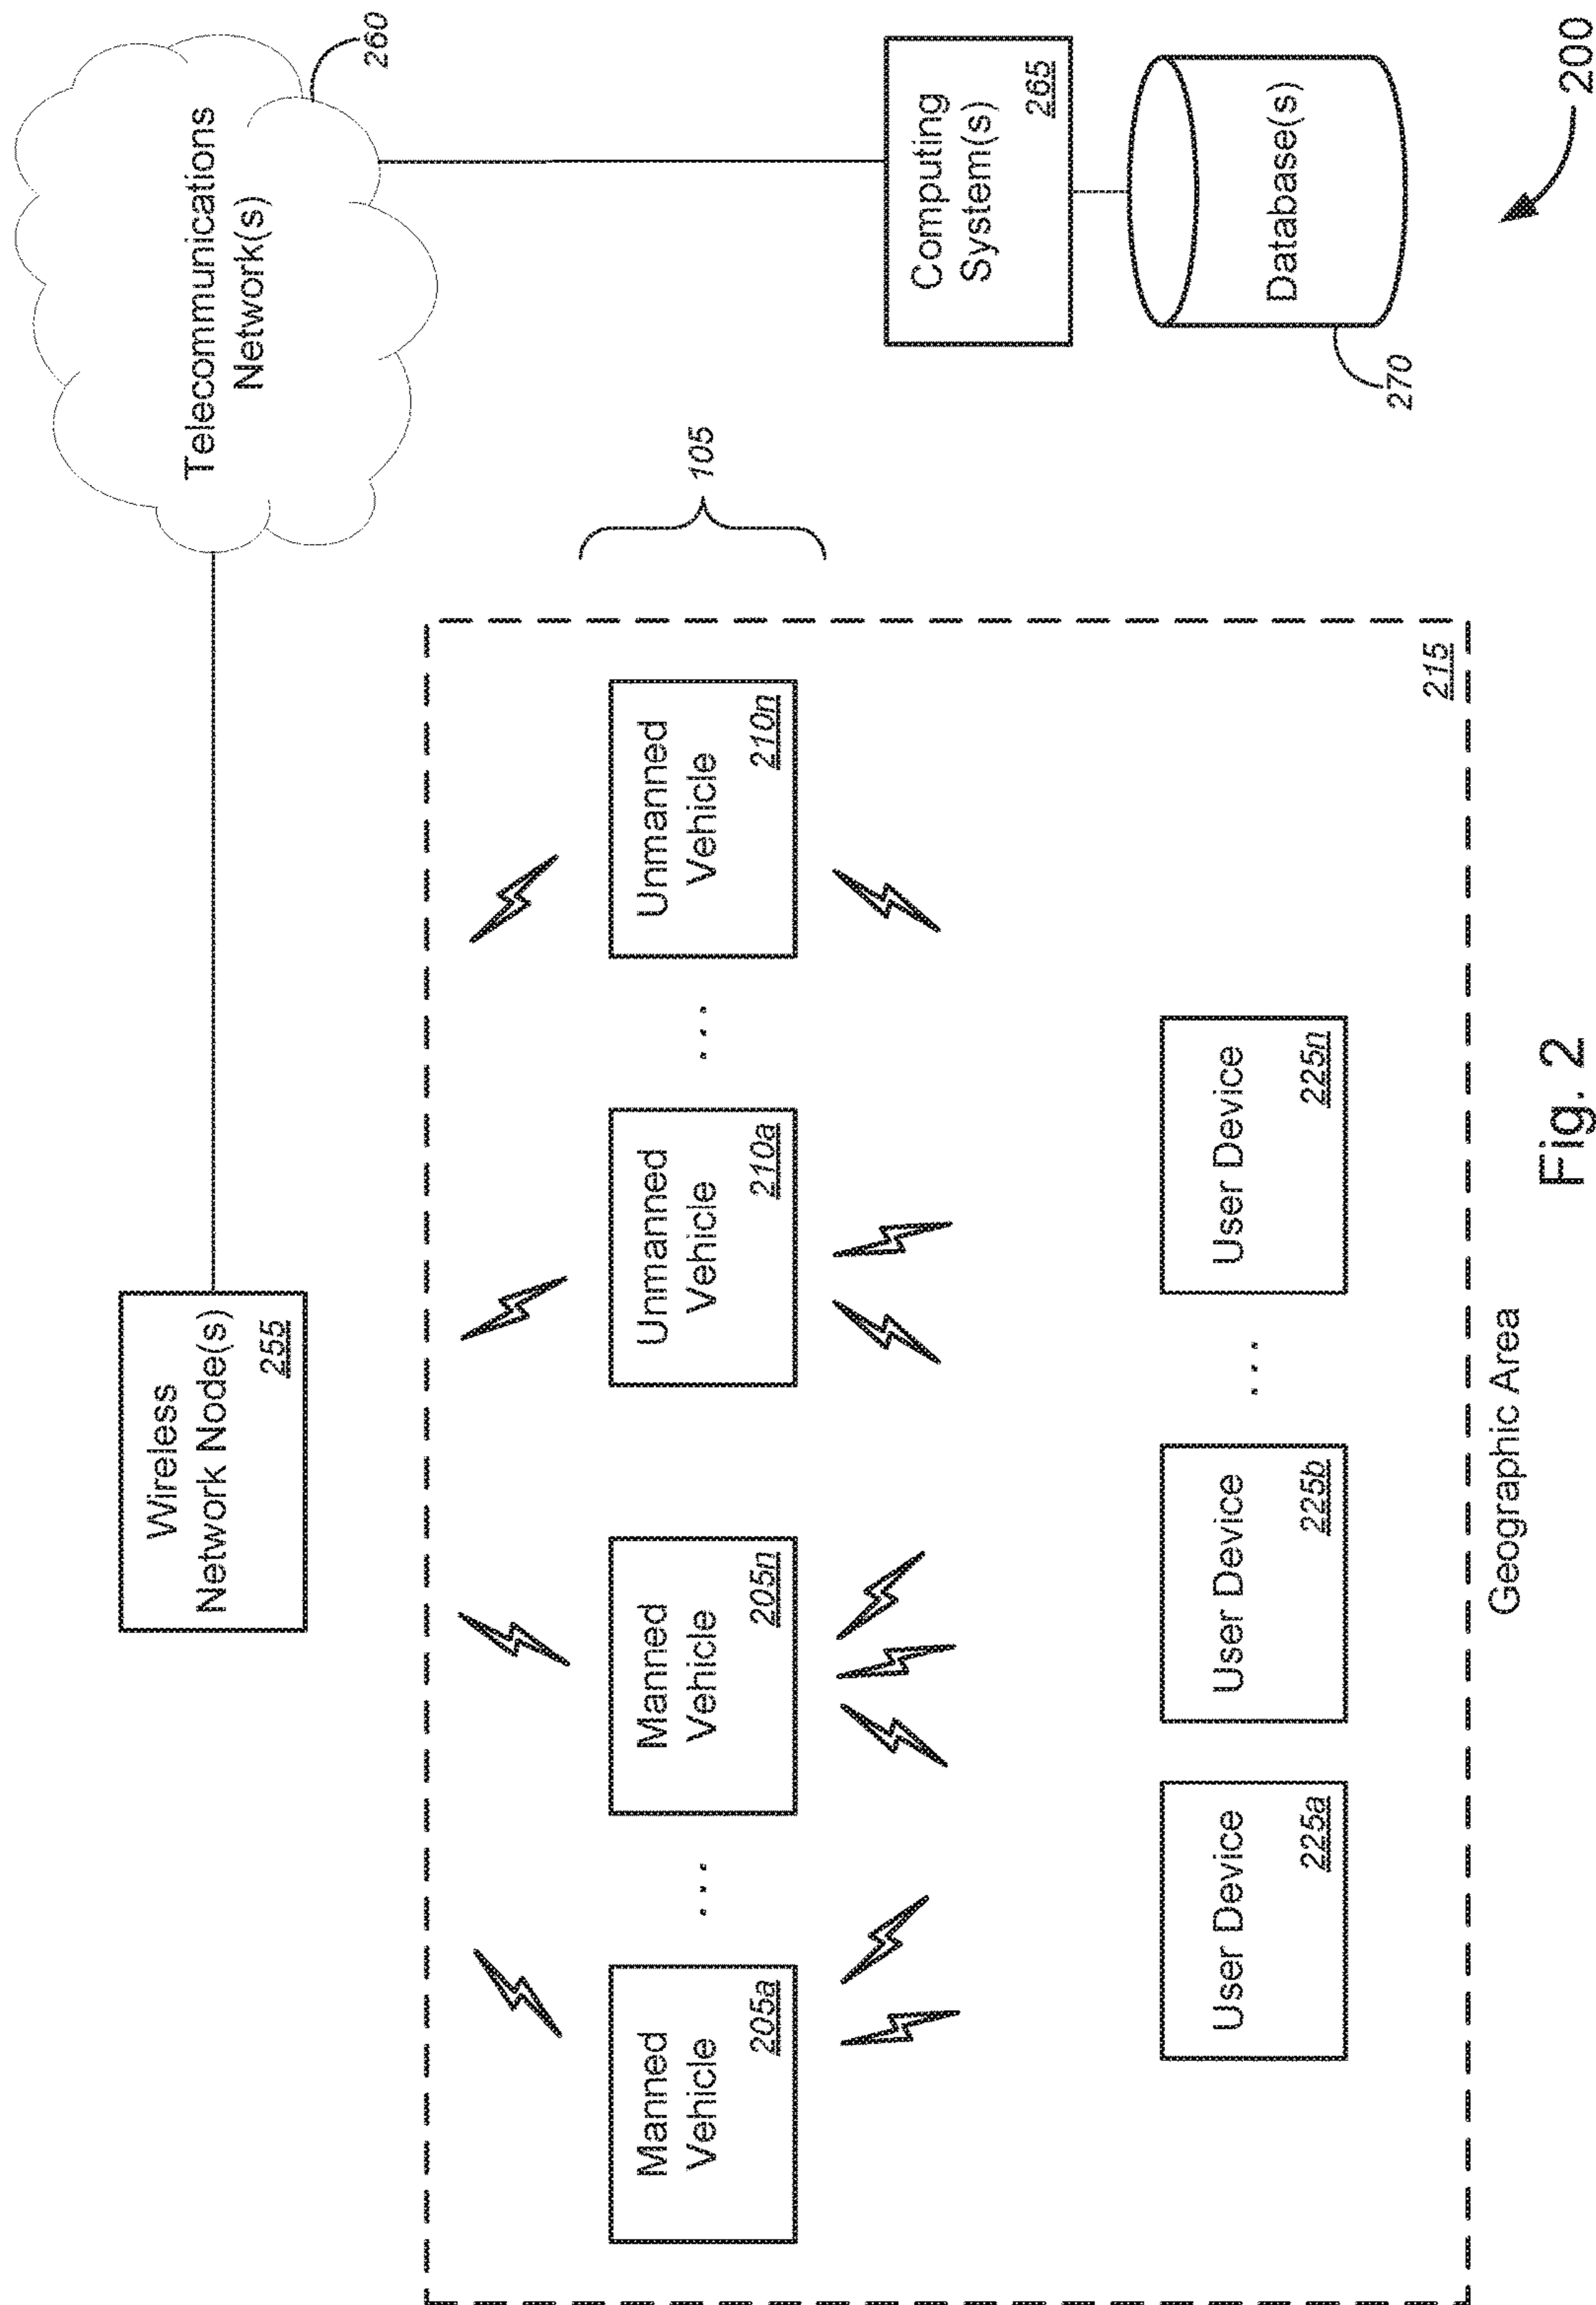 Wireless
Network Node(s)
255
Telecommunications
Network(s)
260
Manned
Vehicle
205a
. . .
Manned
Vehicle
205n
Unmanned
Vehicle
210a
. . .
Unmanned
Vehicle
210n
105
Computing
System(s)
265
Database(s)
270
User Device
225a
User Device
225b
. . .
User Device
225n
215
Geographic Area
200
Fig. 2